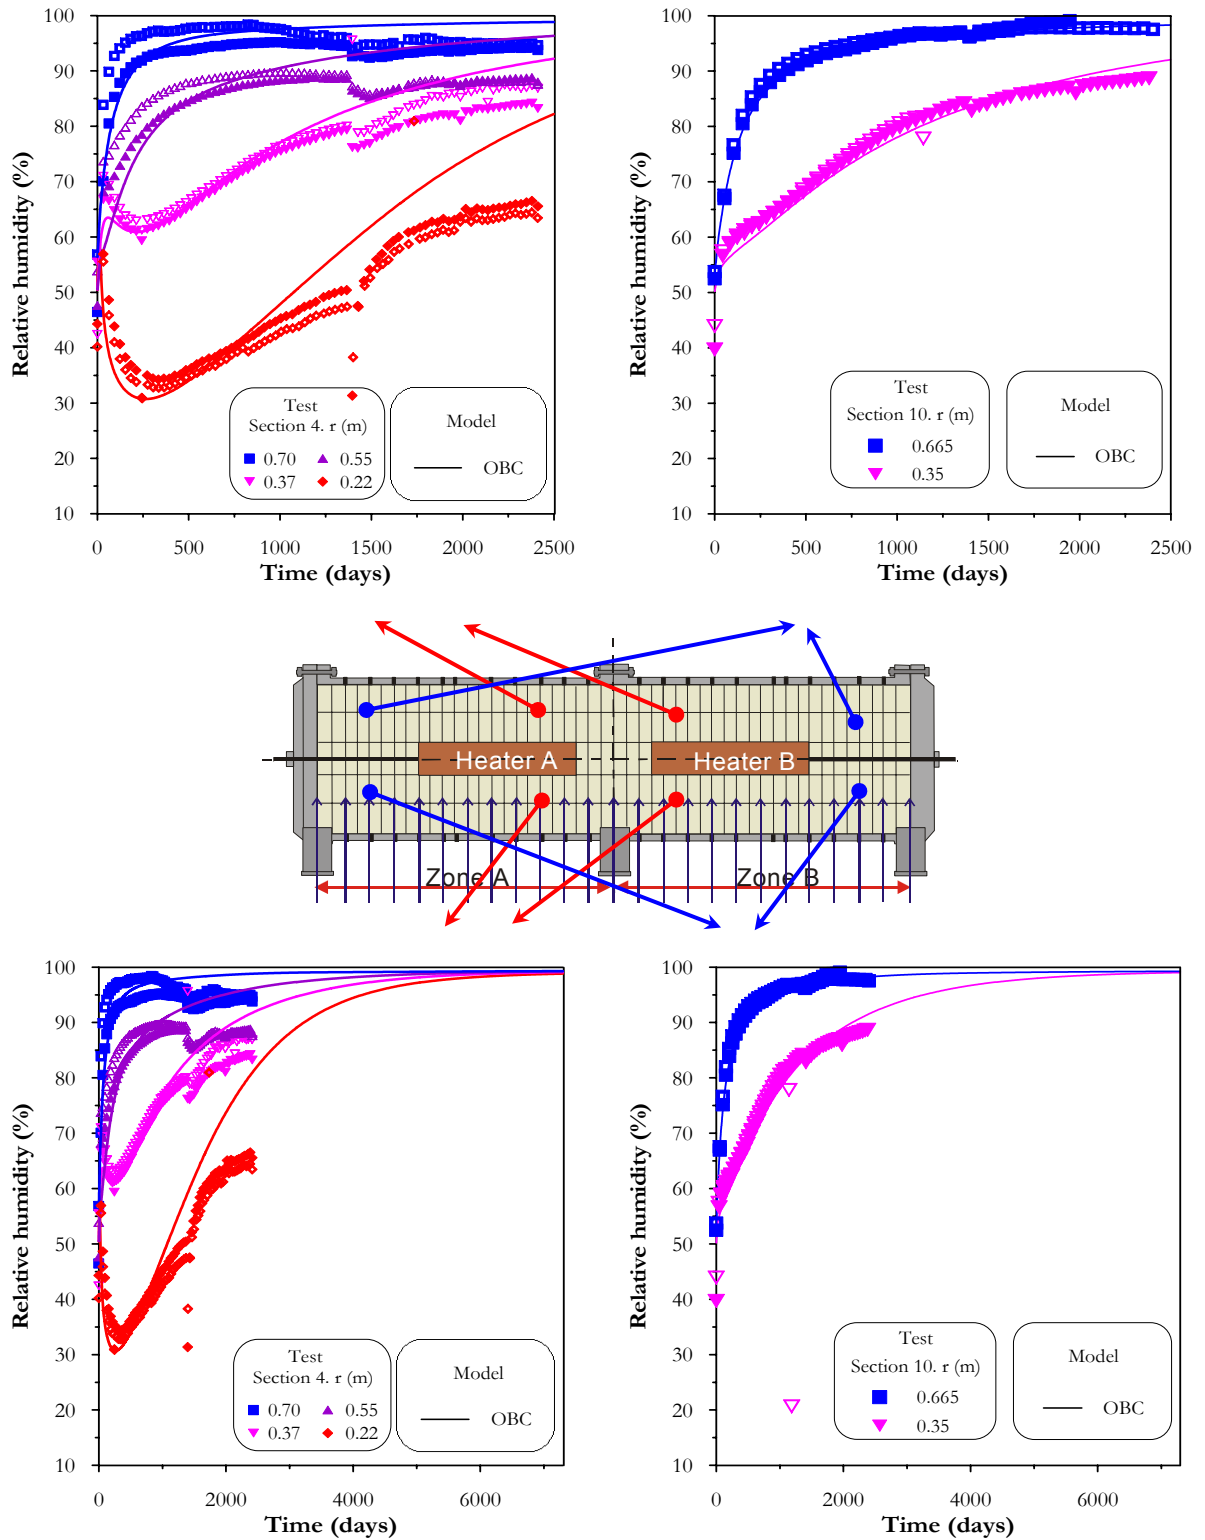 100
90
80
70
60
50
40
30
20
10
Relative humidity (%)
0
500
1000
1500
2000
2500
Time (days)
Test
Section 4. r (m)
0.70
0.55
0.37
0.22
Model
OBC
100
90
80
70
60
50
40
30
20
10
Relative humidity (%)
0
500
1000
1500
2000
2500
Time (days)
Test
Section 10. r (m)
0.665
0.35
Model
OBC
Heater A
Heater B
Zone A
Zone B
100
90
80
70
60
50
40
30
20
10
Relative humidity (%)
0
2000
4000
6000
Time (days)
Test
Section 4. r (m)
0.70
0.55
0.37
0.22
Model
OBC
100
90
80
70
60
50
40
30
20
10
Relative humidity (%)
0
2000
4000
6000
Time (days)
Test
Section 10. r (m)
0.665
0.35
Model
OBC